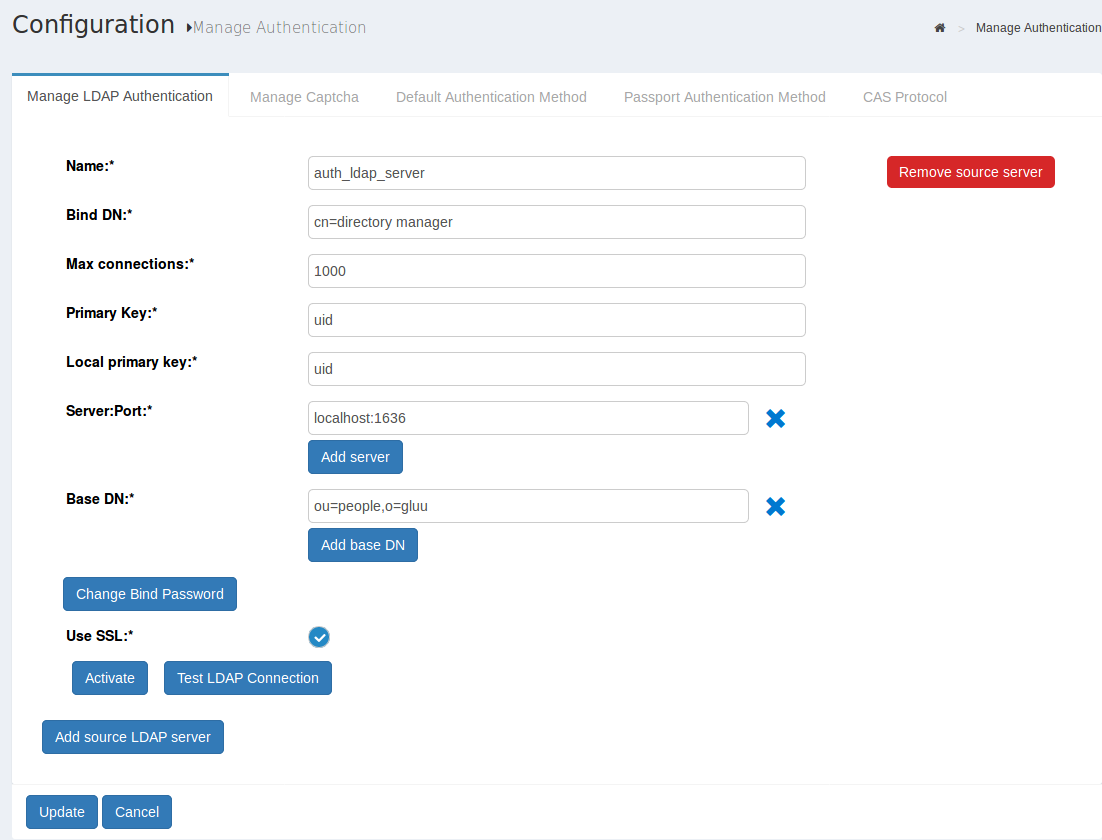 Configuration Manage Authentication
> Manage Authentication
Manage LDAP Authentication Manage Captcha Default Authentication Method Passport Authentication Method CAS Protocol
Name:* auth_ldap_server Remove source server
Bind DN:* cn=directory manager
Max connections:* 1000
Primary Key:* uid
Local primary key:* uid
Server:Port:* localhost:1636
Add server
Base DN:* ou=people,o=gluu
Add base DN
Change Bind Password
Use SSL:*
Activate Test LDAP Connection
Add source LDAP server
Update Cancel